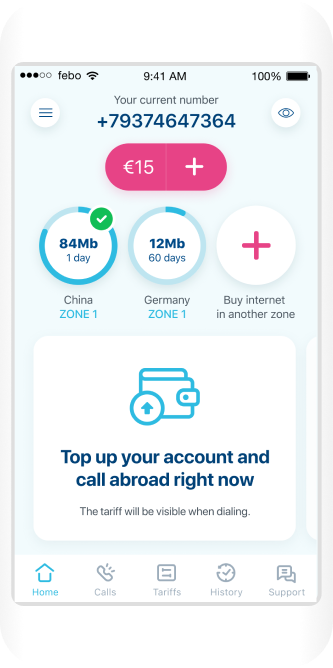 febo
9:41 AM
100%
Your current number
+79374647364
€15
84Mb
1 day
12Mb
60 days
China
ZONE 1
Germany
ZONE 1
Buy internet
in another zone
Top up your account and
call abroad right now
The tariff will be visible when dialing.
Home
Calls
Tariffs
History
Support